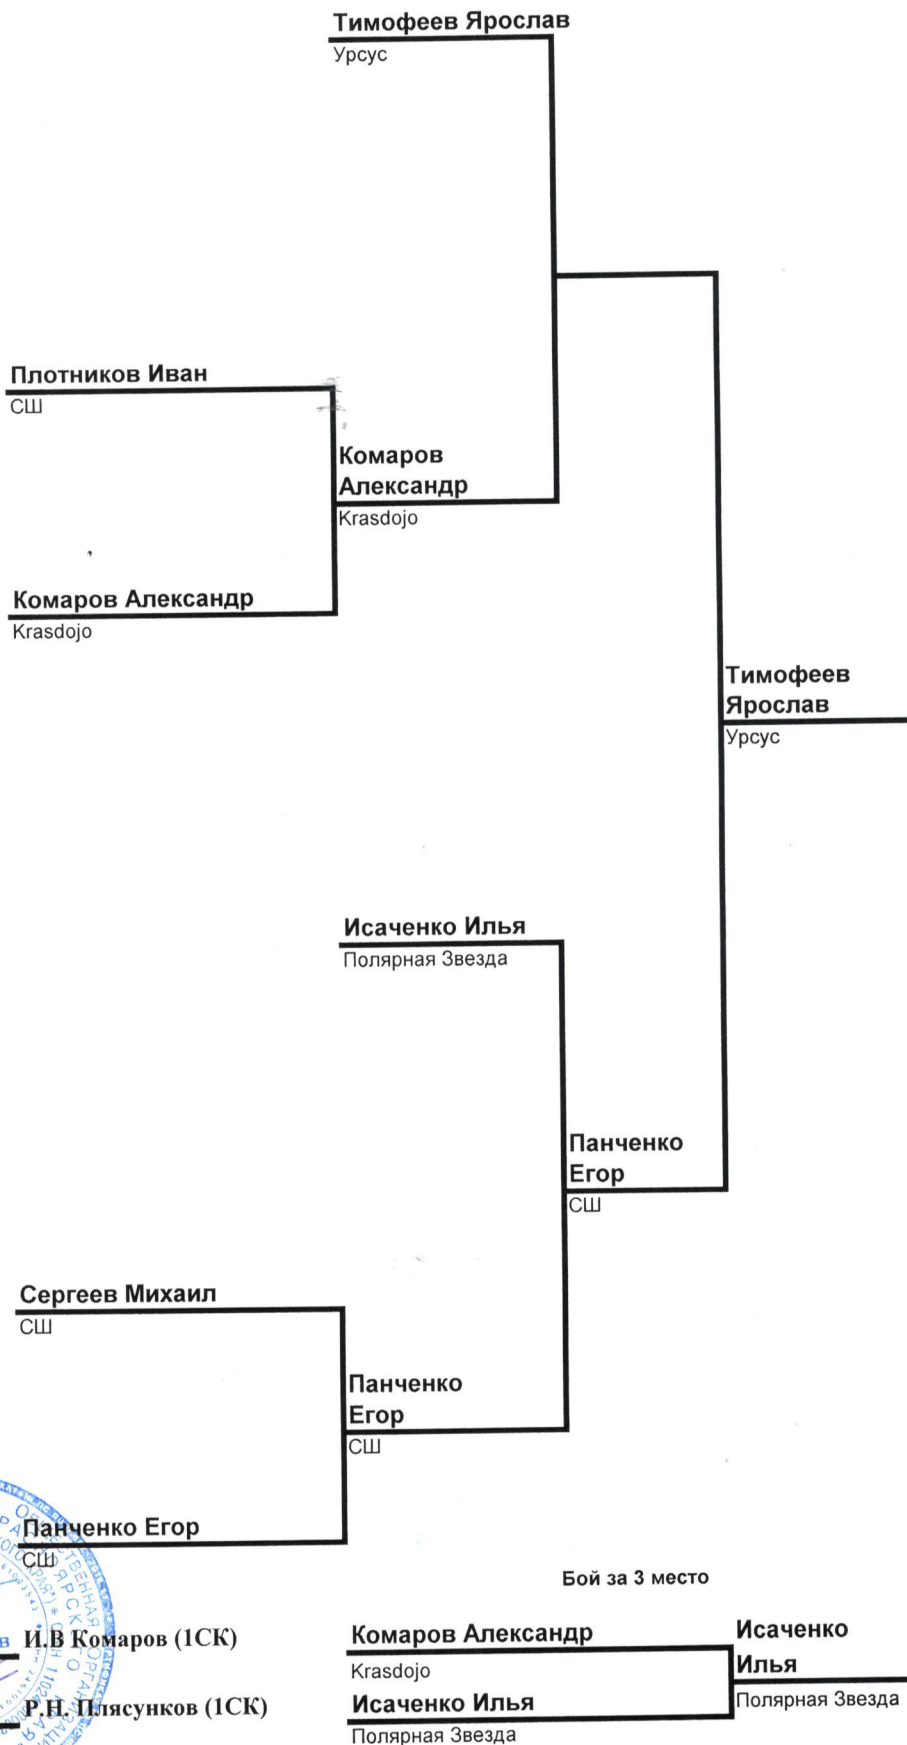 Тимофеев Ярослав
Урсус
Плотников Иван
СШ
Комаров
Александр
Krasdojo
Комаров Александр
Krasdojo
Тимофеев
Ярослав
Урсус
Исаченко Илья
Полярная Звезда
Панченко
Егор
СШ
Сергеев Михаил
СШ
Панченко
Егор
СШ
Панченко Егор
СШ
Бой за 3 место
И.В Комаров (1СК)
Р.Н. Плясунков (1СК)
Комаров Александр
Krasdojo
Исаченко Илья
Полярная Звезда
Исаченко
Илья
Полярная Звезда